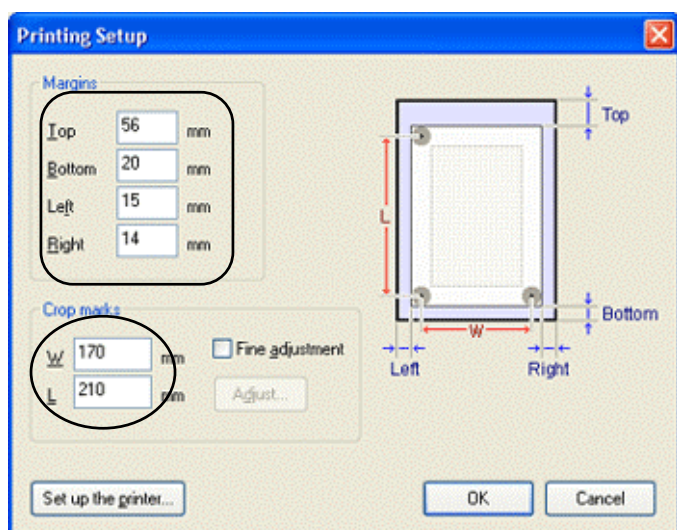 Printing Setup
Margins
Top 56 mm
Bottom 20 mm
Left 15 mm
Right 14 mm
Top
L
W
Bottom
Left Right
Crop marks
W 170 mm Fine adjustment
L 210 mm Adjust...
Set up the printer... OK Cancel